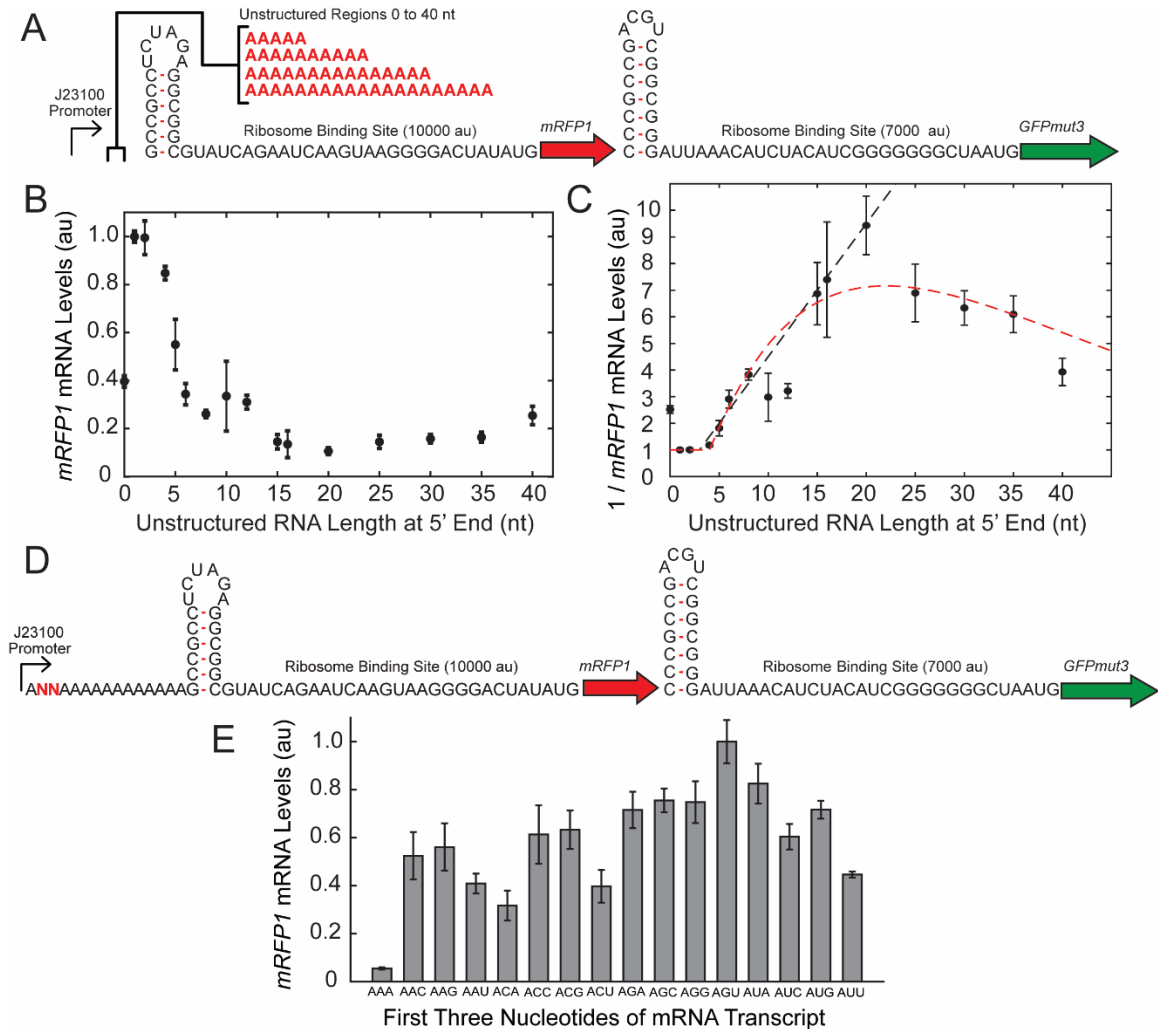 A
Unstructured Regions 0 to 40 nt
AAAAA
AAAAAAAAAA
AAAAAAAAAAAAAAA
AAAAAAAAAAAAAAAAAAAA
J23100
Promoter
U A
C G
U A
C-G
C-G
G-C
C-G
C-G
G-CGUAUCAGAAUCAAGUAAGGGGACUAUAUG
Ribosome Binding Site (10000 au)
mRFP1
C G
A U
G-C
C-G
C-G
G-C
C-G
C-G
C-GAUUAAACAUCUACAUCGGGGGGGCUAAUG
Ribosome Binding Site (7000 au)
GFPmut3
B
mRFP1 mRNA Levels (au)
1.0
0.8
0.6
0.4
0.2
0
0 5 10 15 20 25 30 35 40
Unstructured RNA Length at 5' End (nt)
C
1 / mRFP1 mRNA Levels (au)
10
9
8
7
6
5
4
3
2
1
0
0 5 10 15 20 25 30 35 40
Unstructured RNA Length at 5' End (nt)
D
J23100
Promoter
U A
C G
U A
C-G
C-G
G-C
C-G
C-G
ANNAAAAAAAAAAAAG-CGUAUCAGAAUCAAGUAAGGGGACUAUAUG
Ribosome Binding Site (10000 au)
mRFP1
C G
A U
G-C
C-G
C-G
G-C
C-G
C-G
C-GAUUAAACAUCUACAUCGGGGGGGCUAAUG
Ribosome Binding Site (7000 au)
GFPmut3
E
mRFP1 mRNA Levels (au)
1.0
0.8
0.6
0.4
0.2
0
AAA AAC AAG AAU ACA ACC ACG ACU AGA AGC AGG AGU AUA AUC AUG AUU
First Three Nucleotides of mRNA Transcript